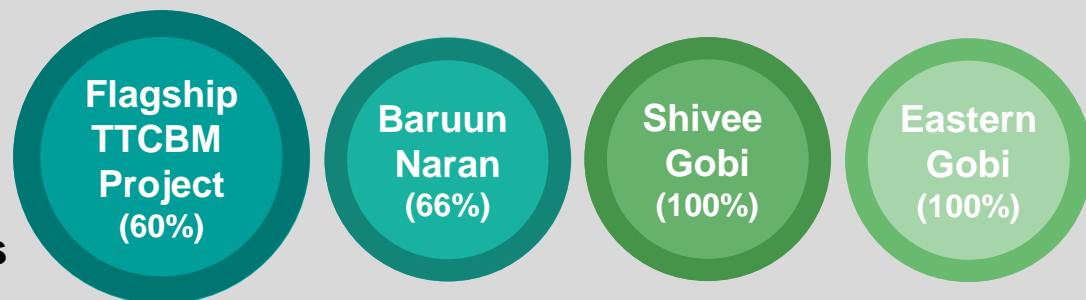 Flagship
TTCBM
Project
(60%)
Baruun
Naran
(66%)
Shivee
Gobi
(100%)
Eastern
Gobi
(100%)
s